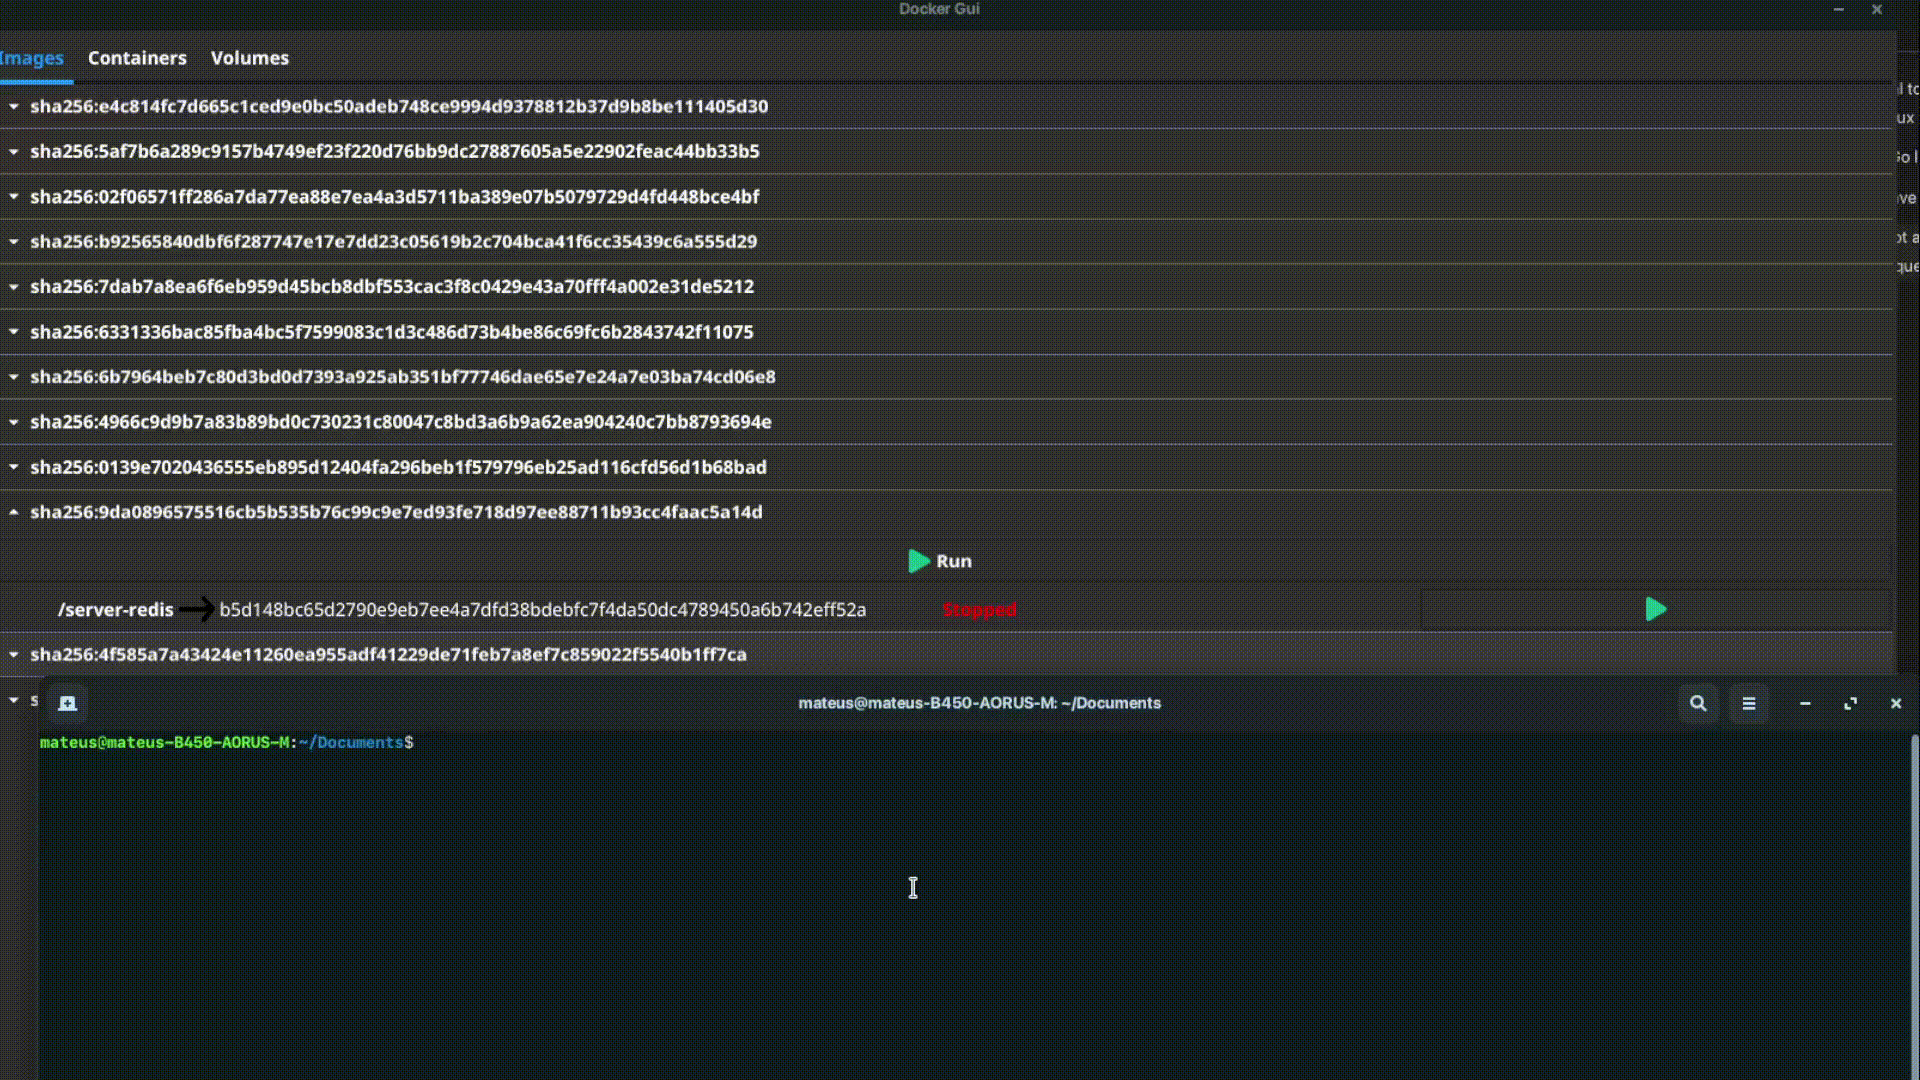 Docker Gui
Images Containers Volumes
sha256:e4c814fc7d665c1ced9e0bc50adeb748ce9994d9378812b37d9b8be111405d30
sha256:5af7b6a289c9157b4749ef23f220d76bb9dc27887605a5e22902feac44bb33b5
sha256:02f06571ff286a7da77ea88e7ea4a3d5711ba389e07b5079729d4fd448bce4bf
sha256:b92565840dbf6f287747e17e7dd23c05619b2c704bca41f6cc35439c6a555d29
sha256:7dab7a8ea6f6eb959d45bcb8dbf553cac3f8c0429e43a70fff4a002e31de5212
sha256:6331336bac85fba4bc5f7599083c1d3c486d73b4be86c69fc6b2843742f11075
sha256:6b7964beb7c80d3bd0d7393a925ab351bf77746dae65e7e24a7e03ba74cd06e8
sha256:4966c9d9b7a83b89bd0c730231c80047c8bd3a6b9a62ea904240c7bb8793694e
sha256:0139e7020436555eb895d12404fa296beb1f579796eb25ad116cfd56d1b68bad
sha256:9da0896575516cb5b535b76c99c9e7ed93fe718d97ee88711b93cc4faac5a14d
Run
/server-redis b5d148bc65d2790e9eb7ee4a7dfd38bdebfc7f4da50dc4789450a6b742eff52a Stopped
sha256:4f585a7a43424e11260ea955adf41229de71feb7a8ef7c859022f5540b1ff7ca
mateus@mateus-B450-AORUS-M: ~/Documents
mateus@mateus-B450-AORUS-M:~/Documents$